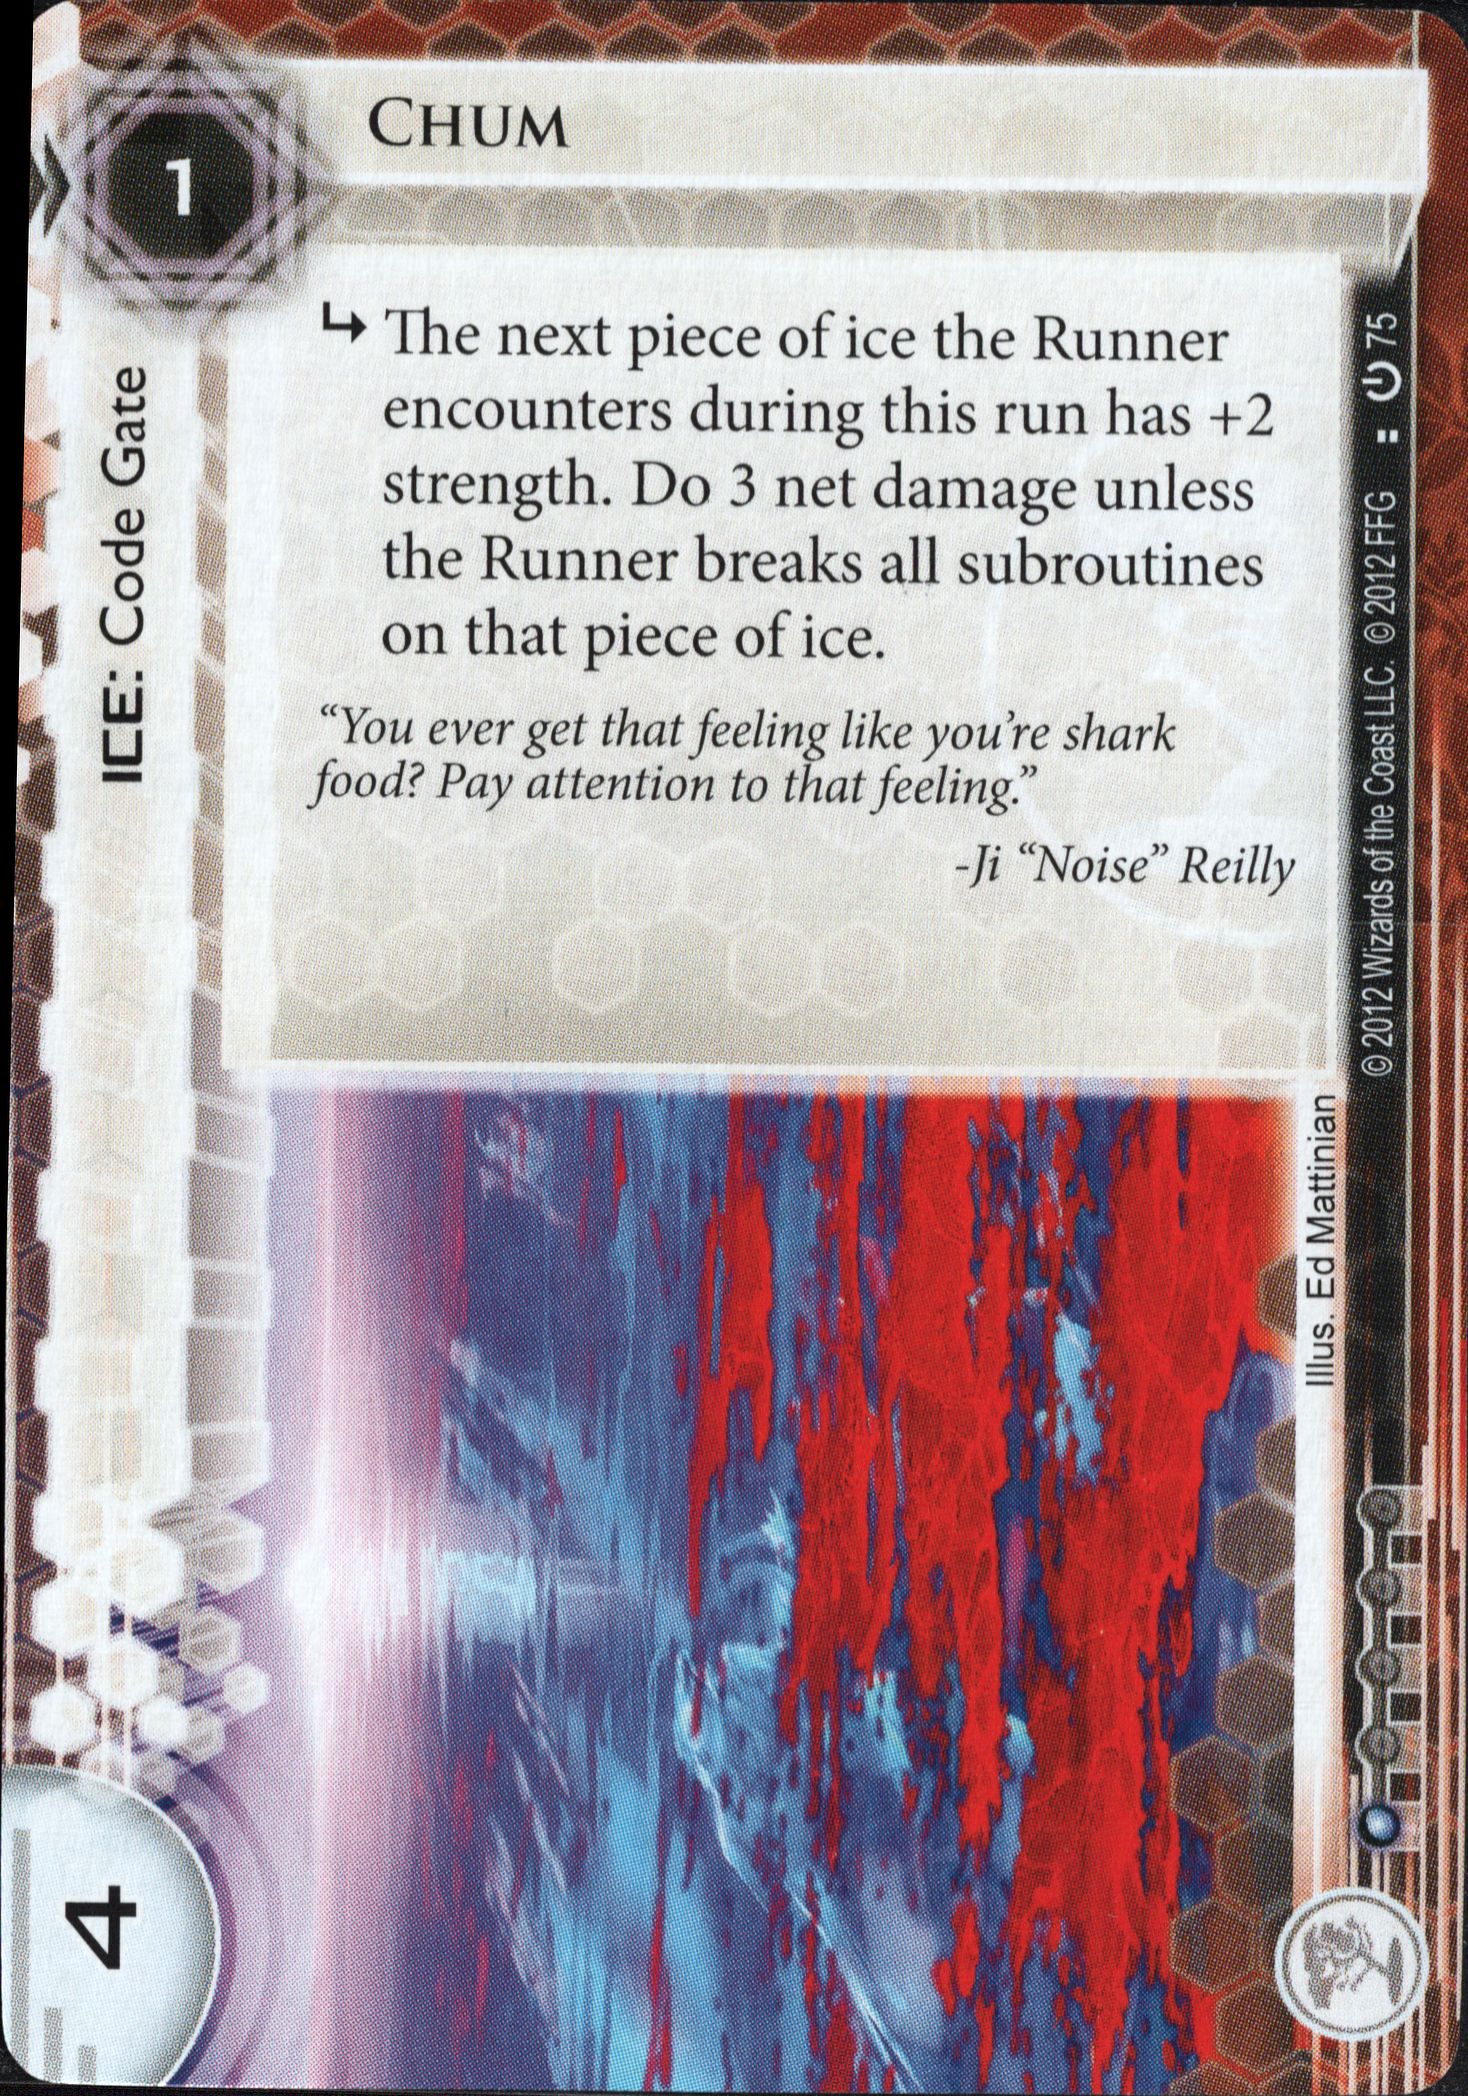 1
CHUM
ICE: Code Gate
↳ The next piece of ice the Runner
encounters during this run has +2
strength. Do 3 net damage unless
the Runner breaks all subroutines
on that piece of ice.
“You ever get that feeling like you’re shark
food? Pay attention to that feeling.”
-Ji “Noise” Reilly
Illus. Ed Mattinian
© 2012 Wizards of the Coast LLC. © 2012 FFG 75
4